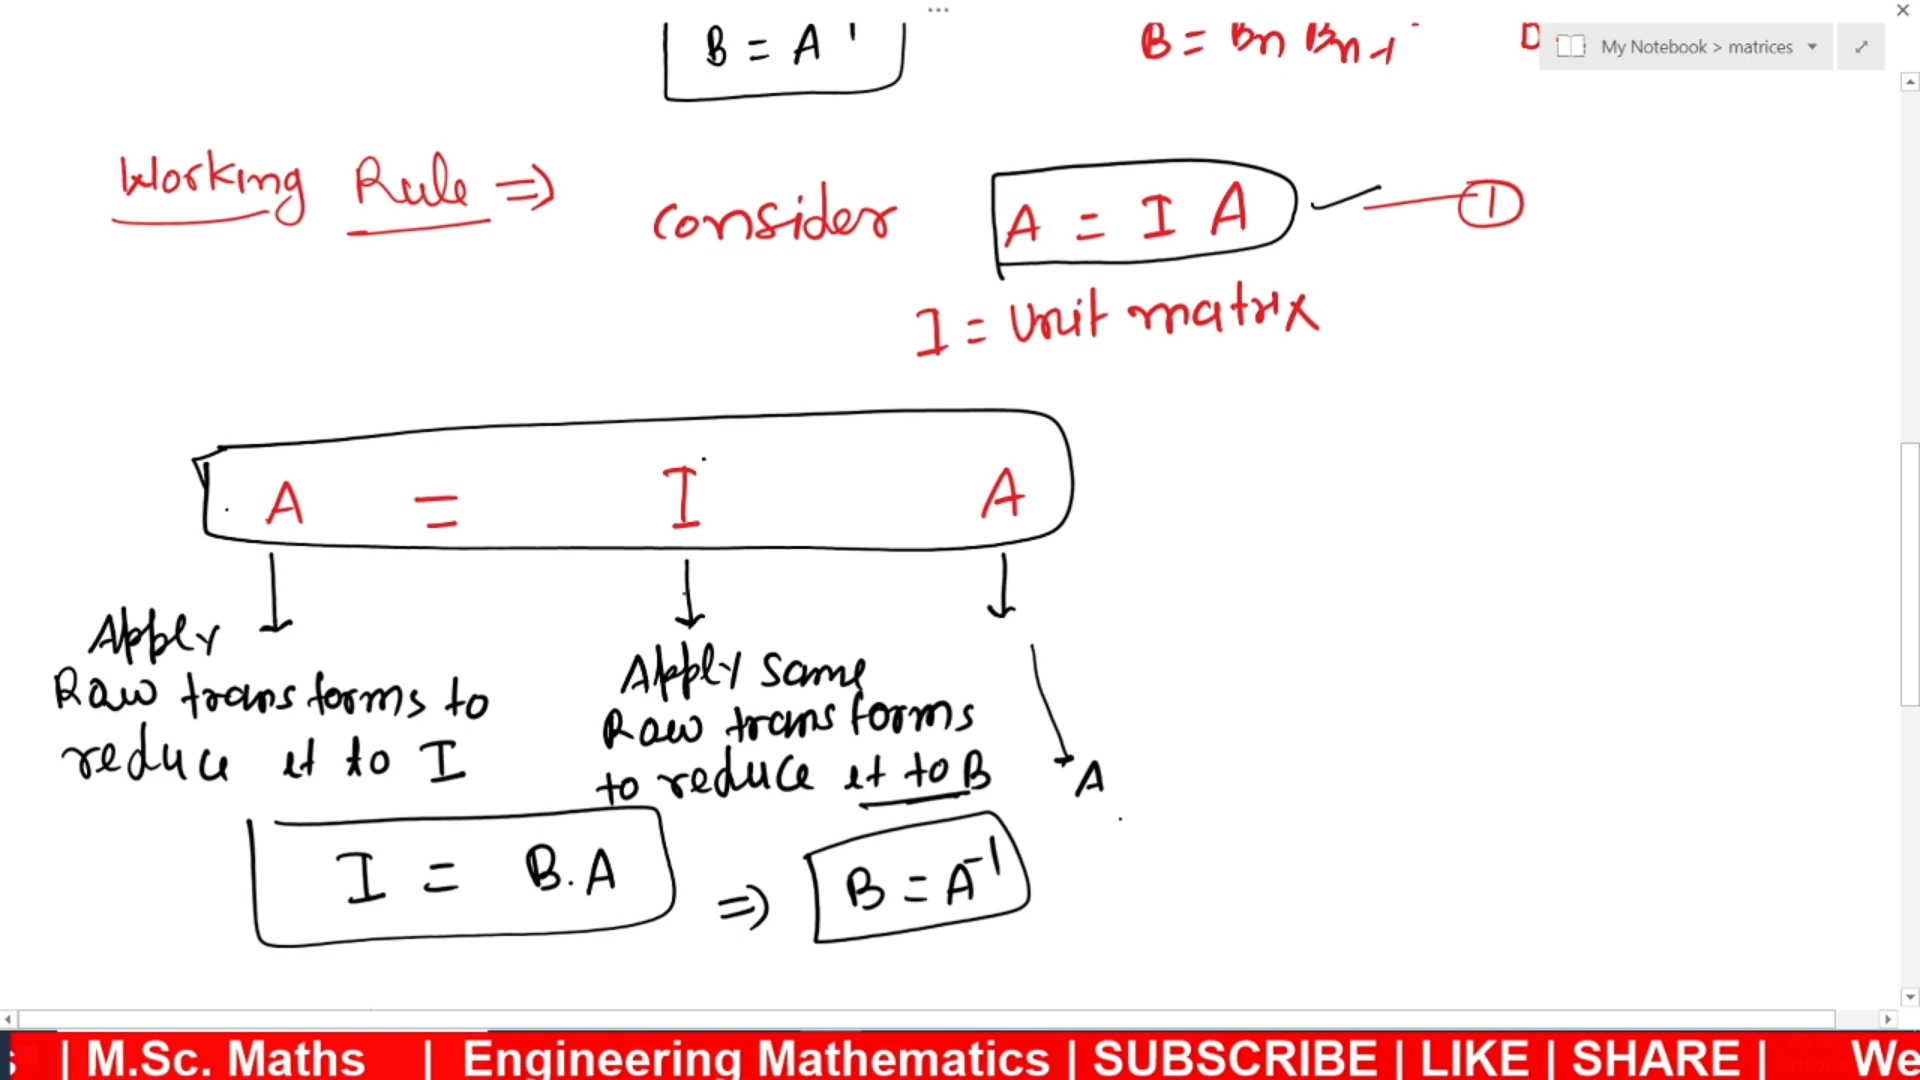 B = A
B = Bn Bn-1
My Notebook > matrices
Working Rule ⇒ consider A = I A ✓ — ①
I = Unit matrix
A = I A
Apply
Raw transforms to
reduce it to I
Apply same
Raw transforms
to reduce it to B
A
I = B.A ⇒ B = A⁻¹
| M.Sc. Maths | Engineering Mathematics | SUBSCRIBE | LIKE | SHARE | We